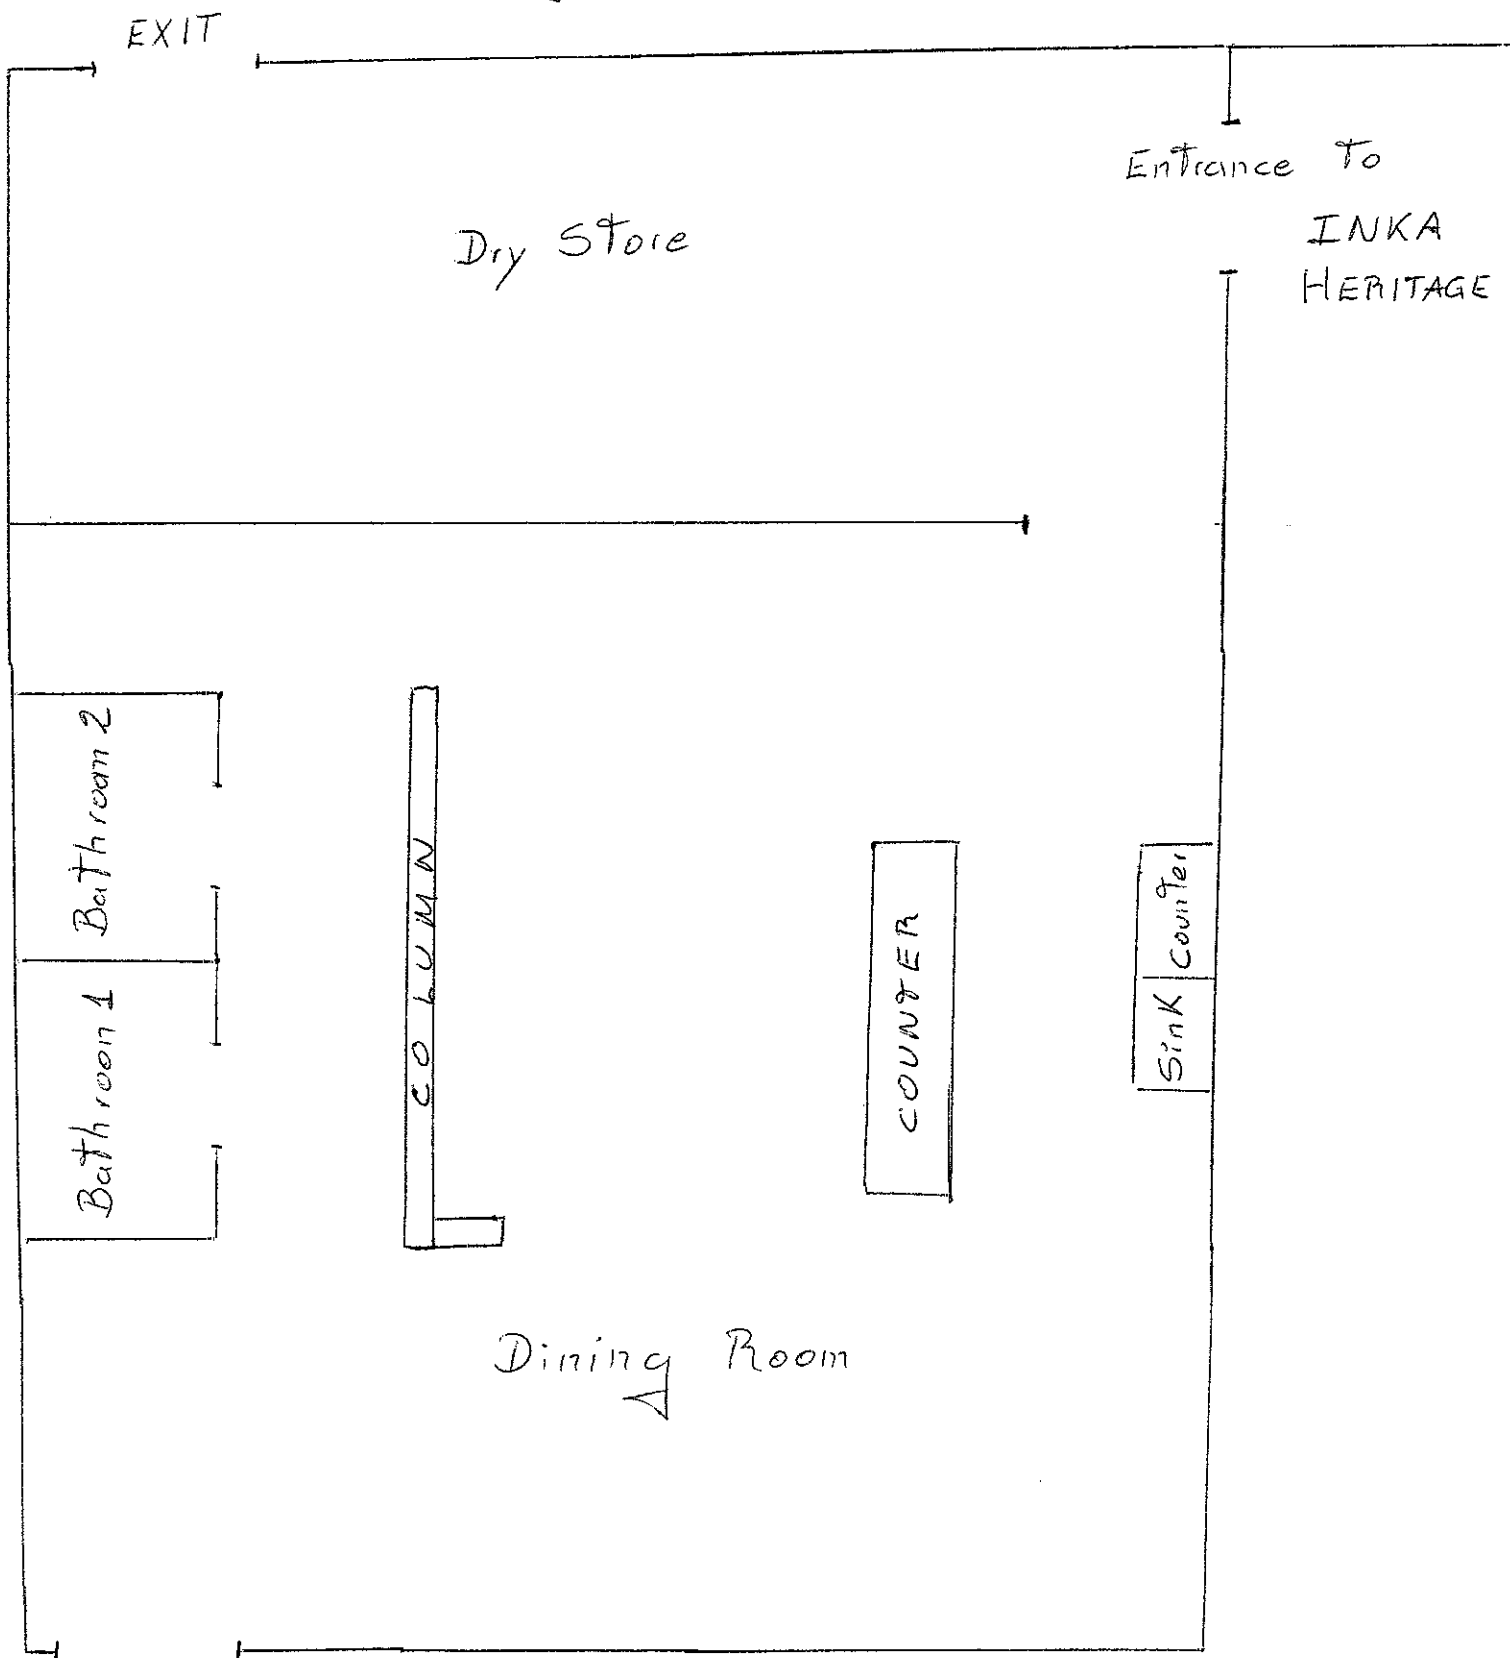 EXIT
Entrance To
INKA
HERITAGE
Dry Store
Bathroom 2
Bathroom 1
COLUMN
COUNTER
Counter
Sink
Dining Room